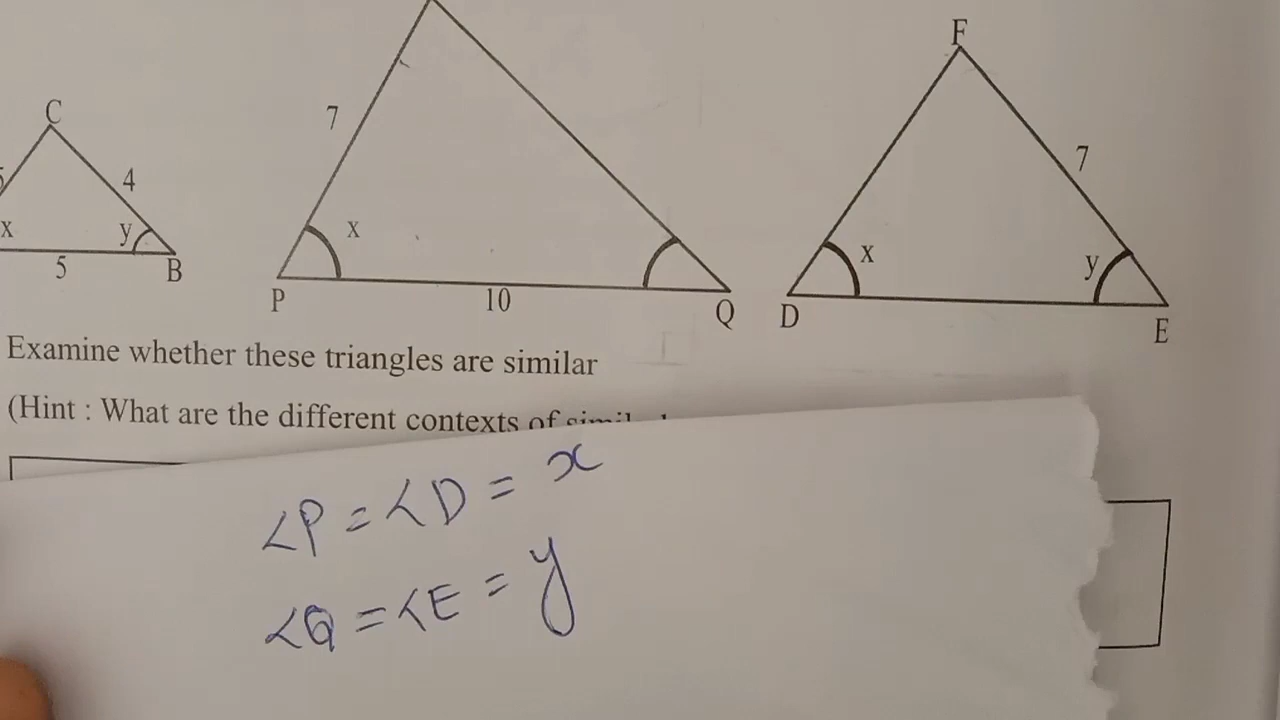 F
C
7
7
4
x
y
x
x
y
5
B
P
10
Q
D
E
Examine whether these triangles are similar
(Hint : What are the different contexts of
∠P = ∠D = x
∠Q = ∠E = y